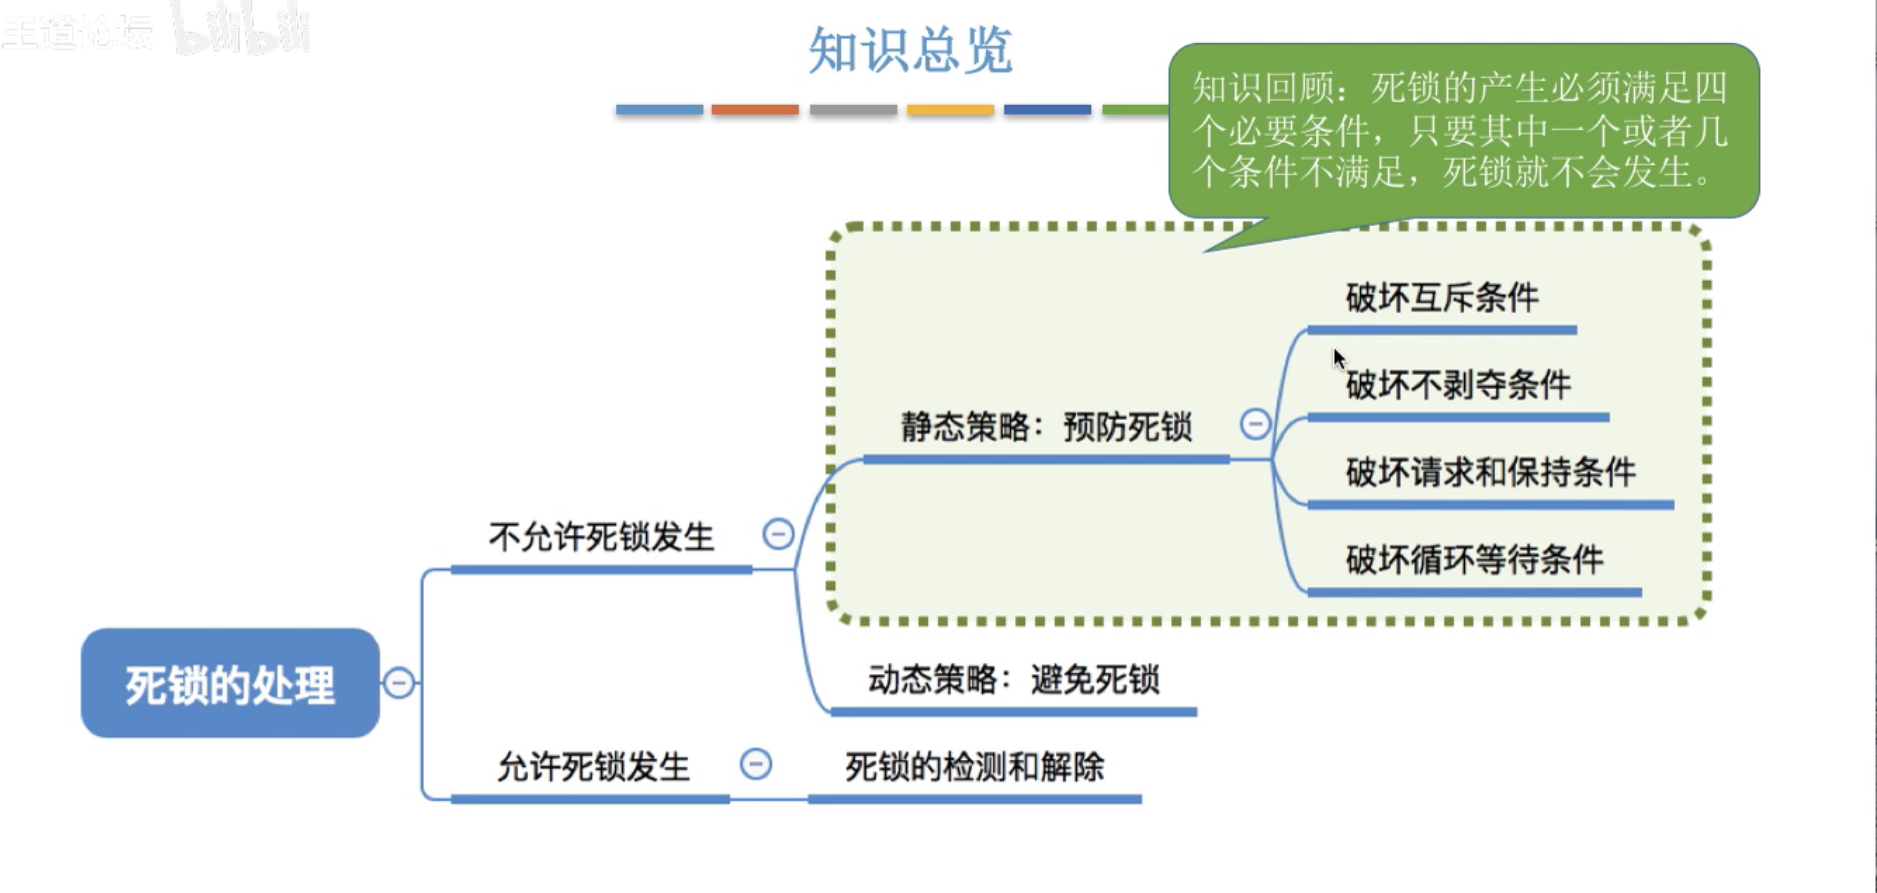 王道论坛 bilibili
知识总览
知识回顾：死锁的产生必须满足四
个必要条件，只要其中一个或者几
个条件不满足，死锁就不会发生。
破坏互斥条件
破坏不剥夺条件
静态策略：预防死锁
破坏请求和保持条件
不允许死锁发生
破坏循环等待条件
死锁的处理
动态策略：避免死锁
允许死锁发生
死锁的检测和解除